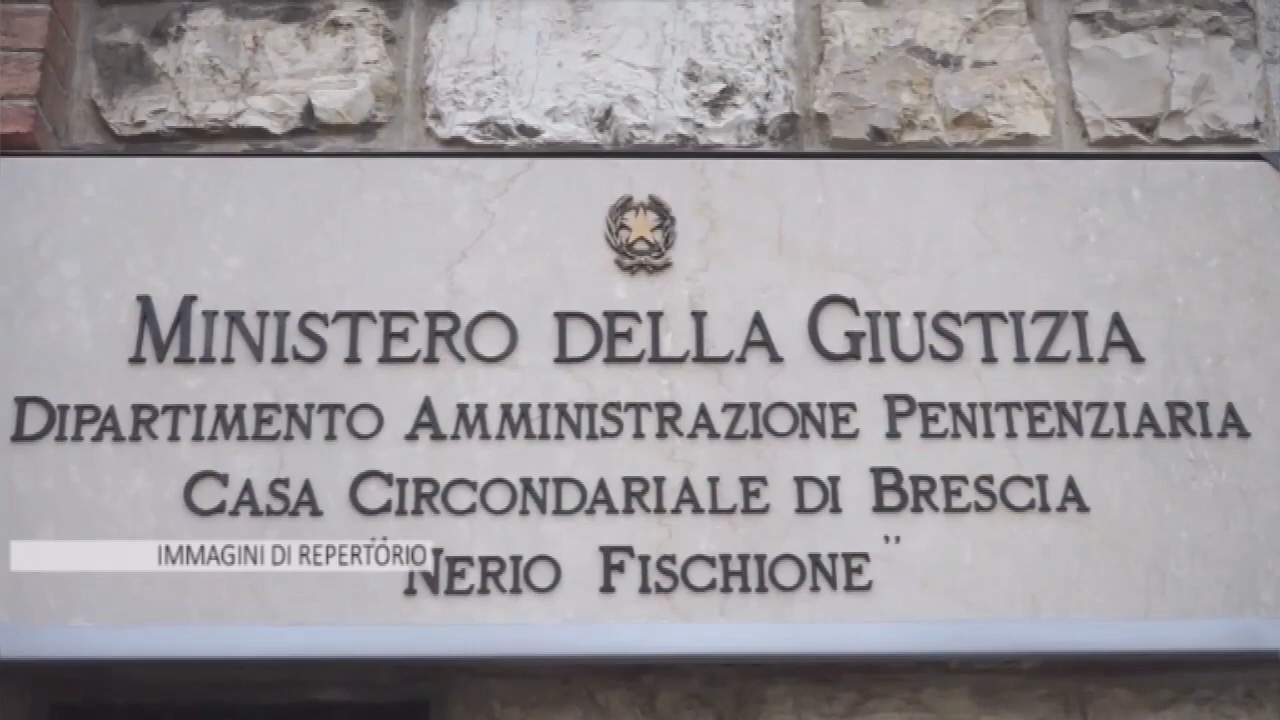 MINISTERO DELLA GIUSTIZIA
DIPARTIMENTO AMMINISTRAZIONE PENITENZIARIA
CASA CIRCONDARIALE DI BRESCIA
"NERIO FISCHIONE"
IMMAGINI DI REPERTORIO